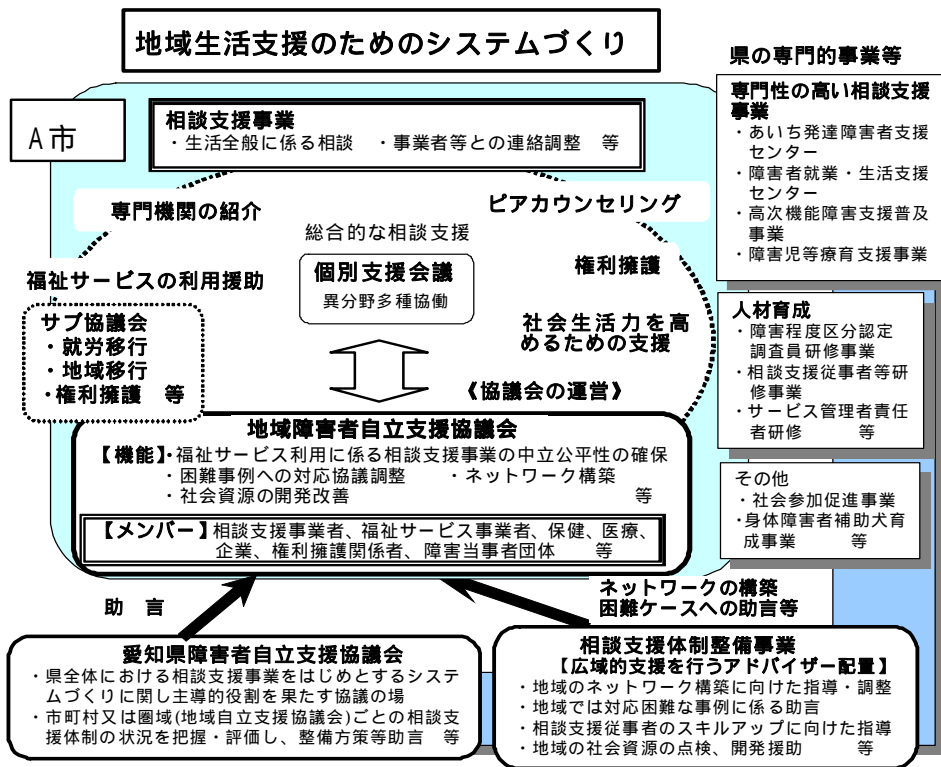 地域生活支援のためのシステムづくり
県の専門的事業等
A市
相談支援事業
・生活全般に係る相談　・事業者等との連絡調整　等
専門機関の紹介
ピアカウンセリング
総合的な相談支援
権利擁護
個別支援会議
異分野多種協働
福祉サービスの利用援助
社会生活力を高
めるための支援
サブ協議会
・就労移行
・地域移行
・権利擁護　等
《協議会の運営》
地域障害者自立支援協議会
【機能】・福祉サービス利用に係る相談支援事業の中立公平性の確保
・困難事例への対応協議調整　　・ネットワーク構築
・社会資源の開発改善　　等
【メンバー】相談支援事業者、福祉サービス事業者、保健、医療、
企業、権利擁護関係者、障害当事者団体　等
専門性の高い相談支援
事業
・あいち発達障害者支援
センター
・障害者就業・生活支援
センター
・高次機能障害支援普及
事業
・障害児等療育支援事業
人材育成
・障害程度区分認定
調査員研修事業
・相談支援従事者等研
修事業
・サービス管理者責任
者研修　　等
その他
・社会参加促進事業
・身体障害者補助犬育
成事業　　等
助　言
ネットワークの構築
困難ケースへの助言等
愛知県障害者自立支援協議会
・県全体における相談支援事業をはじめとするシステ
ムづくりに関し主導的役割を果たす協議の場
・市町村又は圏域(地域自立支援協議会)ごとの相談支
援体制の状況を把握・評価し、整備方策等助言　等
相談支援体制整備事業
【広域的支援を行うアドバイザー配置】
・地域のネットワーク構築に向けた指導・調整
・地域では対応困難な事例に係る助言
・相談支援従事者のスキルアップに向けた指導
・地域の社会資源の点検、開発援助　　等